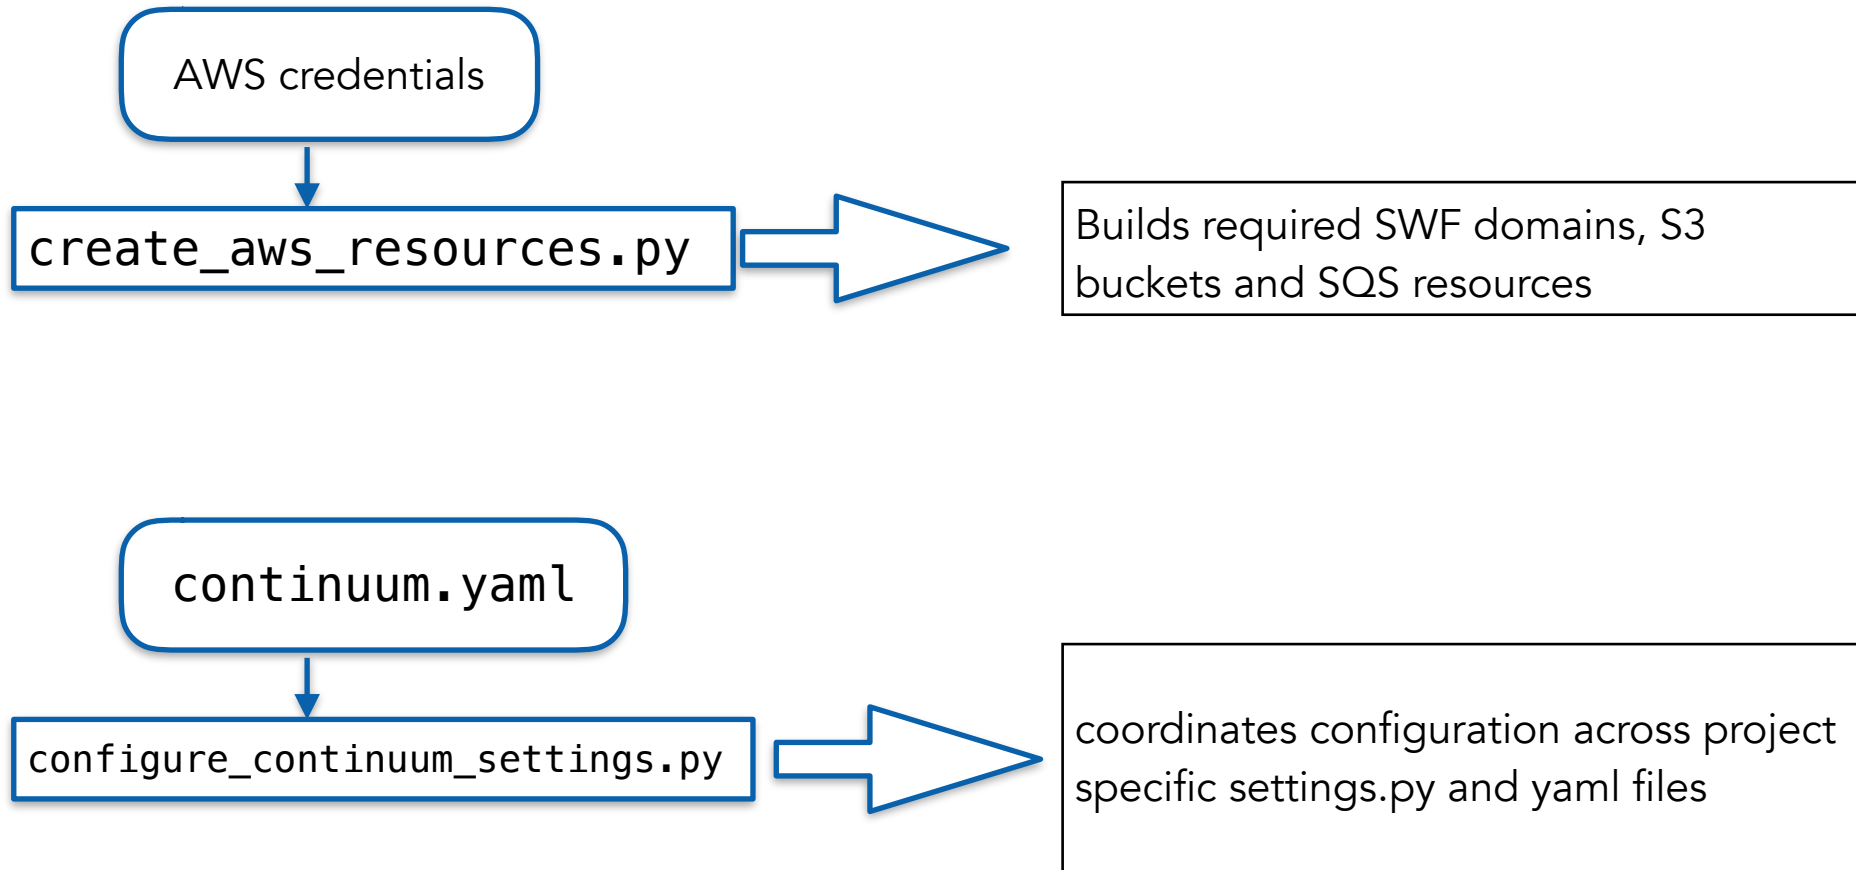 AWS credentials
create_aws_resources.py
Builds required SWF domains, S3
buckets and SQS resources
continuum.yaml
configure_continuum_settings.py
coordinates configuration across project
specific settings.py and yaml files